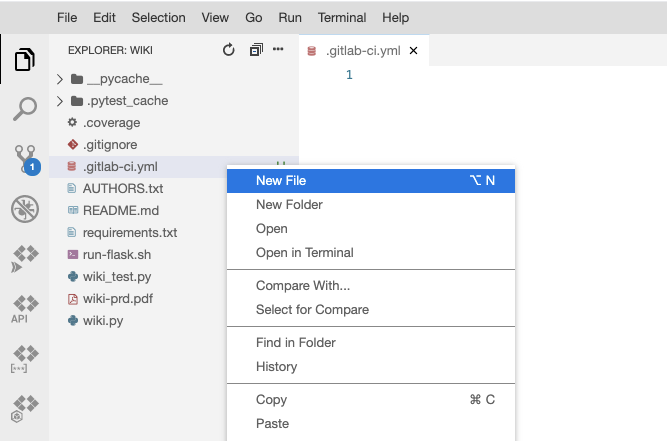 File Edit Selection View Go Run Terminal Help
EXPLORER: WIKI
.gitlab-ci.yml
1
__pycache__
.pytest_cache
.coverage
.gitignore
.gitlab-ci.yml
AUTHORS.txt
README.md
requirements.txt
run-flask.sh
wiki_test.py
wiki-prd.pdf
wiki.py
1
API
New File ⌥ N
New Folder
Open
Open in Terminal
Compare With...
Select for Compare
Find in Folder
History
Copy ⌘ C
Paste